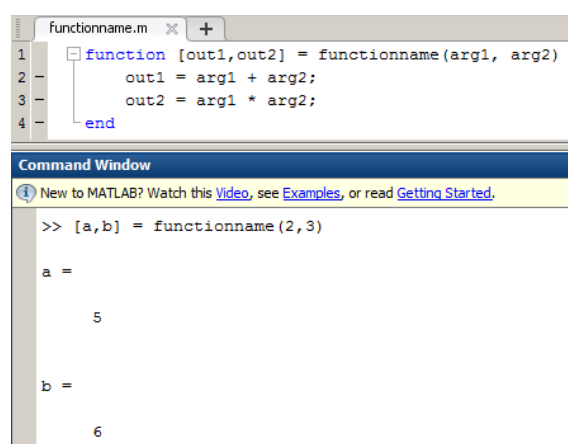 functionname.m
1 function [out1,out2] = functionname(arg1, arg2)
2 - out1 = arg1 + arg2;
3 - out2 = arg1 * arg2;
4 - end
Command Window
New to MATLAB? Watch this Video, see Examples, or read Getting Started.
>> [a,b] = functionname(2,3)
a =
5
b =
6